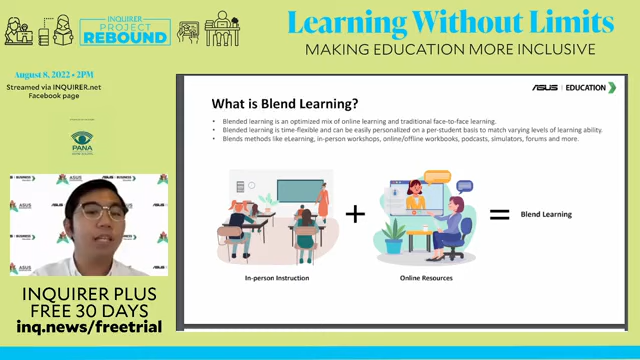 INQUIRER
PROJECT
REBOUND
Learning Without Limits
MAKING EDUCATION MORE INCLUSIVE
August 8, 2022 • 2PM
Streamed via INQUIRER.net
Facebook page
PANA
ASUS EDUCATION
What is Blend Learning?
• Blended learning is an optimized mix of online learning and traditional face-to-face learning.
• Blended learning is time-flexible and can be easily personalized on a per-student basis to match varying levels of learning ability.
• Blends methods like eLearning, in-person workshops, online/offline workbooks, podcasts, simulators, forums and more.
+
=
Blend Learning
In-person Instruction
Online Resources
INQUIRER PLUS
FREE 30 DAYS
inq.news/freetrial